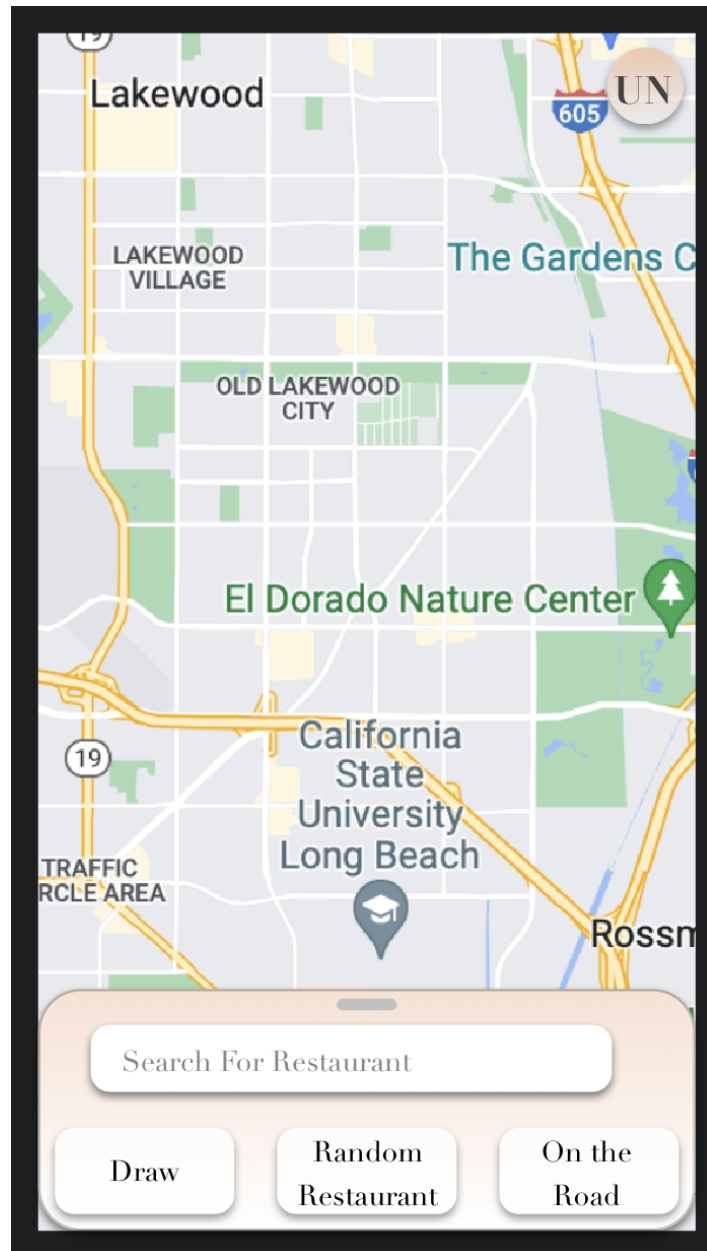 19
Lakewood
605
UN
LAKEWOOD
VILLAGE
The Gardens C
OLD LAKEWOOD
CITY
El Dorado Nature Center
California
State
University
Long Beach
19
TRAFFIC
RCLE AREA
Rossm
Search For Restaurant
Draw
Random
Restaurant
On the
Road